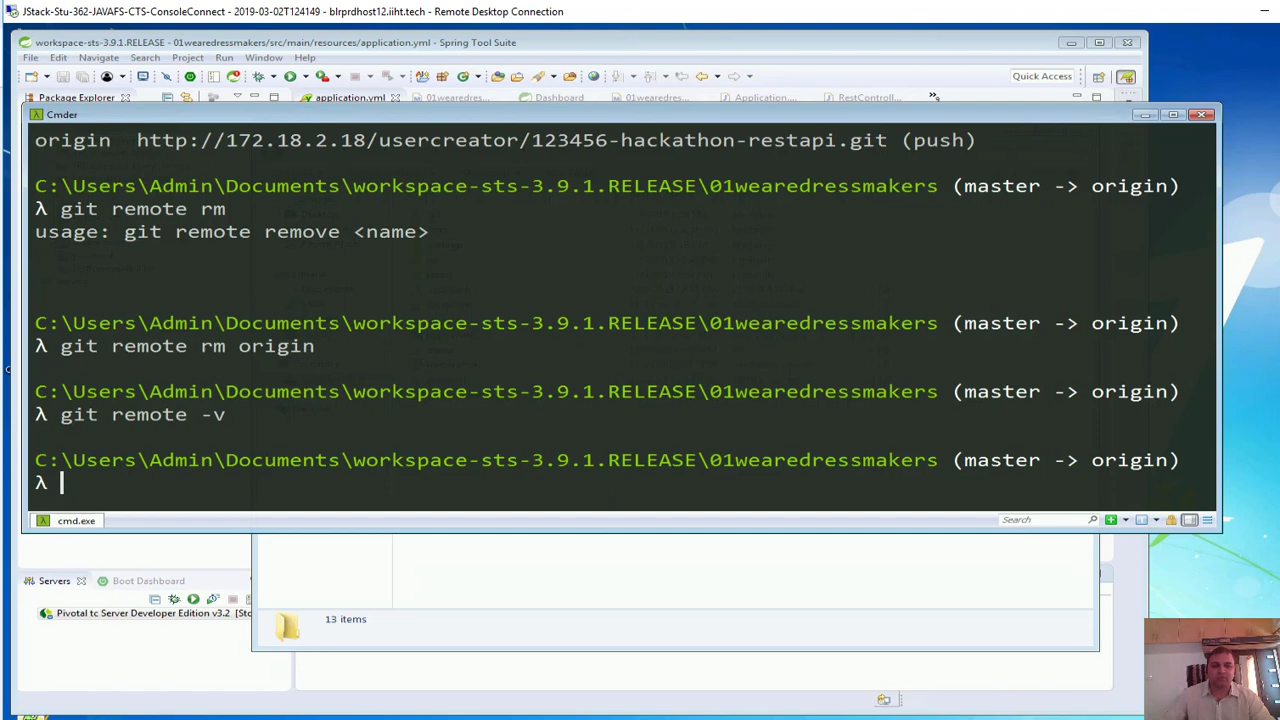 JStack-Stu-362-JAVAFS-CTS-ConsoleConnect - 2019-03-02T124149 - blrprdhost12.iiht.tech - Remote Desktop Connection
workspace-sts-3.9.1.RELEASE - 01wearedressmakers/src/main/resources/application.yml - Spring Tool Suite
File Edit Navigate Search Project Run Window Help
Quick Access
Package Explorer application.yml 01wearedres... Dashboard 01wearedres... Application.... RestControll...
Cmder
origin http://172.18.2.18/usercreator/123456-hackathon-restapi.git (push)
C:\Users\Admin\Documents\workspace-sts-3.9.1.RELEASE\01wearedressmakers (master -> origin)
λ git remote rm
usage: git remote remove <name>
C:\Users\Admin\Documents\workspace-sts-3.9.1.RELEASE\01wearedressmakers (master -> origin)
λ git remote rm origin
C:\Users\Admin\Documents\workspace-sts-3.9.1.RELEASE\01wearedressmakers (master -> origin)
λ git remote -v
C:\Users\Admin\Documents\workspace-sts-3.9.1.RELEASE\01wearedressmakers (master -> origin)
λ
cmd.exe Search
Servers Boot Dashboard
Pivotal tc Server Developer Edition v3.2 [Sto
13 items